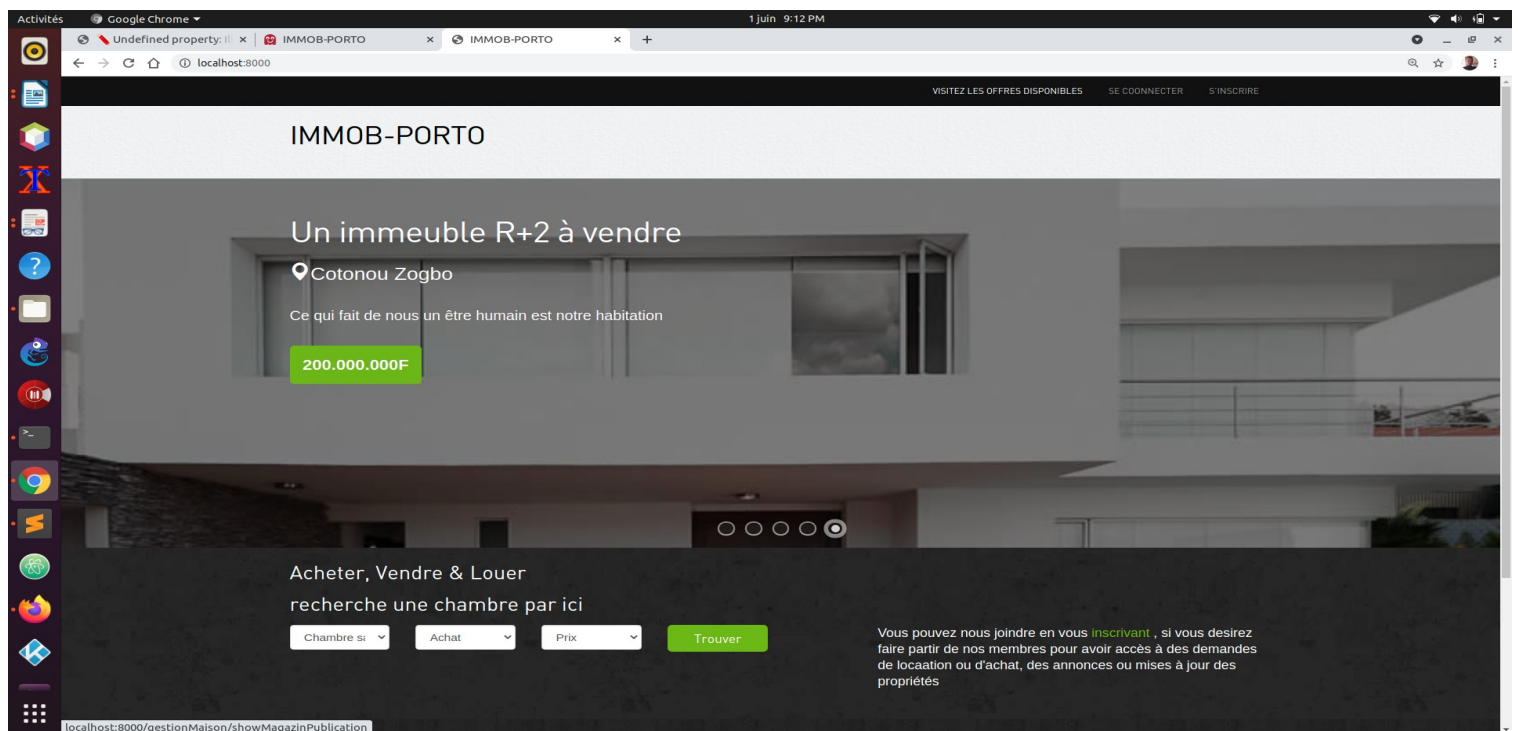 Activités
Google Chrome
1 juin 9:12 PM
Undefined property: Il
IMMOB-PORTO
IMMOB-PORTO
localhost:8000
VISITEZ LES OFFRES DISPONIBLES
SE COONNECTER
S'INSCRIRE
IMMOB-PORTO
Un immeuble R+2 à vendre
Cotonou Zogbo
Ce qui fait de nous un être humain est notre habitation
200.000.000F
Acheter, Vendre & Louer
recherche une chambre par ici
Chambre sa
Achat
Prix
Trouver
Vous pouvez nous joindre en vous inscrivant , si vous desirez
faire partir de nos membres pour avoir accès à des demandes
de locaation ou d'achat, des annonces ou mises à jour des
propriétés
localhost:8000/gestionMaison/showMagazinPublication